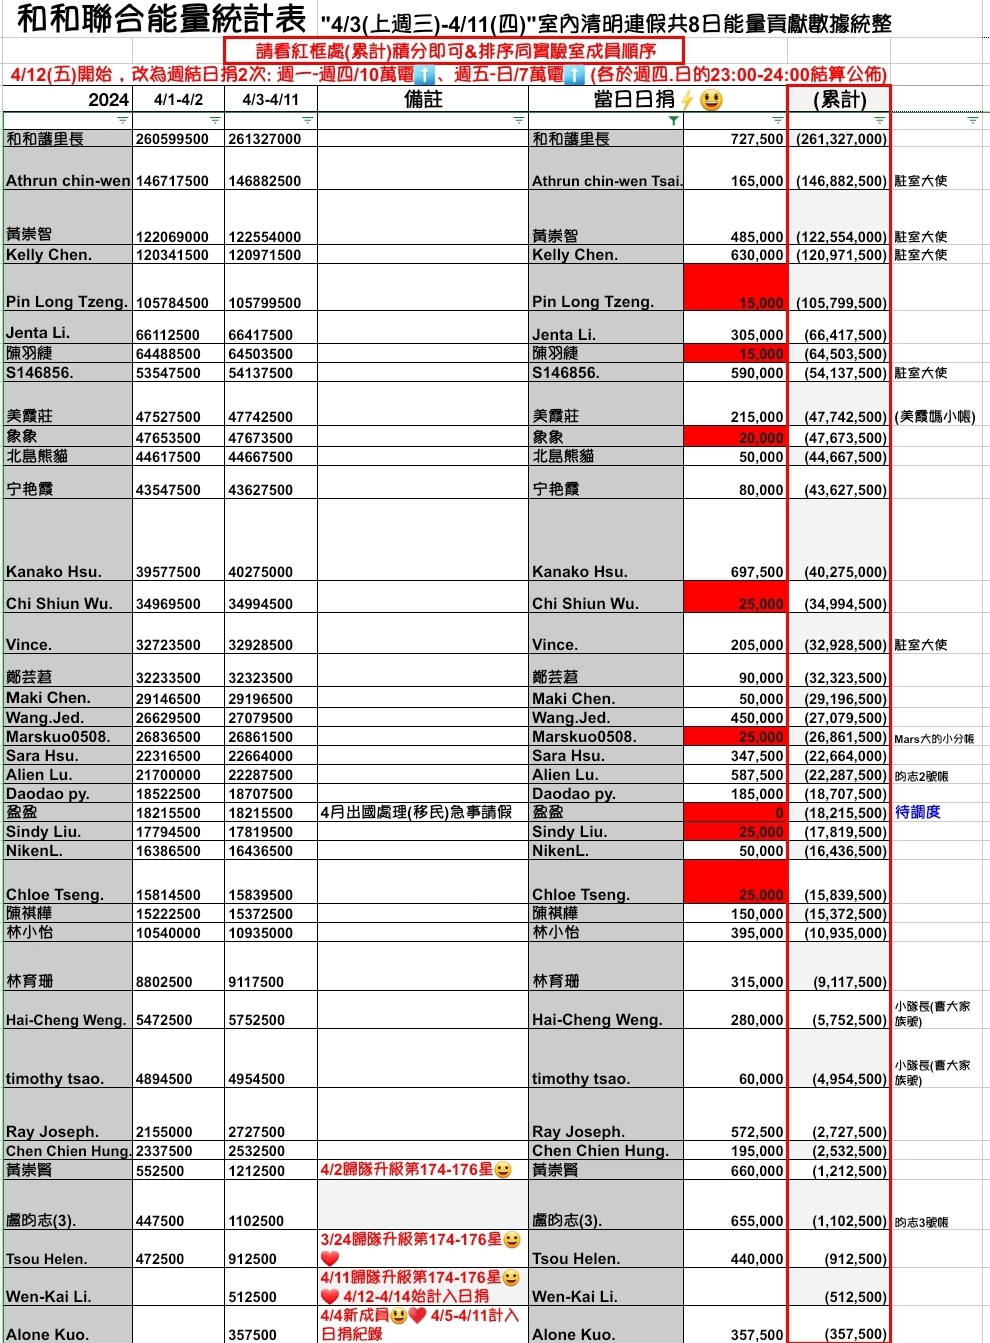 和和聯合能量統計表 "4/3(上週三)-4/11(四)"室內清明連假共8日能量貢獻數據統整
請看紅框處(累計)積分即可&排序同實驗室成員順序
4/12(五)開始，改為週結日捐2次: 週一-週四/10萬電⬆️、週五-日/7萬電⬆️ (各於週四.日的23:00-24:00結算公佈)
2024 4/1-4/2 4/3-4/11 備註 當日日捐⚡😃 (累計)
和和護里長 260599500 261327000 和和護里長 727,500 (261,327,000)
Athrun chin-wen 146717500 146882500 Athrun chin-wen Tsai. 165,000 (146,882,500) 駐室大使
黃崇智 122069000 122554000 黃崇智 485,000 (122,554,000) 駐室大使
Kelly Chen. 120341500 120971500 Kelly Chen. 630,000 (120,971,500) 駐室大使
Pin Long Tzeng. 105784500 105799500 Pin Long Tzeng. 15,000 (105,799,500)
Jenta Li. 66112500 66417500 Jenta Li. 305,000 (66,417,500)
陳羽緁 64488500 64503500 陳羽緁 15,000 (64,503,500)
S146856. 53547500 54137500 S146856. 590,000 (54,137,500) 駐室大使
美霞莊 47527500 47742500 美霞莊 215,000 (47,742,500) (美霞媽小帳)
象象 47653500 47673500 象象 20,000 (47,673,500)
北島熊貓 44617500 44667500 北島熊貓 50,000 (44,667,500)
宁艳霞 43547500 43627500 宁艳霞 80,000 (43,627,500)
Kanako Hsu. 39577500 40275000 Kanako Hsu. 697,500 (40,275,000)
Chi Shiun Wu. 34969500 34994500 Chi Shiun Wu. 25,000 (34,994,500)
Vince. 32723500 32928500 Vince. 205,000 (32,928,500) 駐室大使
鄭芸莙 32233500 32323500 鄭芸莙 90,000 (32,323,500)
Maki Chen. 29146500 29196500 Maki Chen. 50,000 (29,196,500)
Wang.Jed. 26629500 27079500 Wang.Jed. 450,000 (27,079,500)
Marskuo0508. 26836500 26861500 Marskuo0508. 25,000 (26,861,500) Mars大的小分帳
Sara Hsu. 22316500 22664000 Sara Hsu. 347,500 (22,664,000)
Alien Lu. 21700000 22287500 Alien Lu. 587,500 (22,287,500) 昀志2號帳
Daodao py. 18522500 18707500 Daodao py. 185,000 (18,707,500)
盈盈 18215500 18215500 4月出國處理(移民)急事請假 盈盈 0 (18,215,500) 待調度
Sindy Liu. 17794500 17819500 Sindy Liu. 25,000 (17,819,500)
NikenL. 16386500 16436500 NikenL. 50,000 (16,436,500)
Chloe Tseng. 15814500 15839500 Chloe Tseng. 25,000 (15,839,500)
陳祺樺 15222500 15372500 陳祺樺 150,000 (15,372,500)
林小怡 10540000 10935000 林小怡 395,000 (10,935,000)
林育珊 8802500 9117500 林育珊 315,000 (9,117,500)
Hai-Cheng Weng. 5472500 5752500 Hai-Cheng Weng. 280,000 (5,752,500) 小隊長(曹大家
族號)
timothy tsao. 4894500 4954500 timothy tsao. 60,000 (4,954,500) 小隊長(曹大家
族號)
Ray Joseph. 2155000 2727500 Ray Joseph. 572,500 (2,727,500)
Chen Chien Hung. 2337500 2532500 Chen Chien Hung. 195,000 (2,532,500)
黃崇賢 552500 1212500 4/2歸隊升級第174-176星😀 黃崇賢 660,000 (1,212,500)
盧昀志(3). 447500 1102500 盧昀志(3). 655,000 (1,102,500) 昀志3號帳
3/24歸隊升級第174-176星😀
❤️
Tsou Helen. 472500 912500 Tsou Helen. 440,000 (912,500)
4/11歸隊升級第174-176星😀
❤️ 4/12-4/14始計入日捐
Wen-Kai Li. 512500 Wen-Kai Li. (512,500)
4/4新成員😃❤️ 4/5-4/11計入
日捐紀錄
Alone Kuo. 357500 Alone Kuo. 357,500 (357,500)